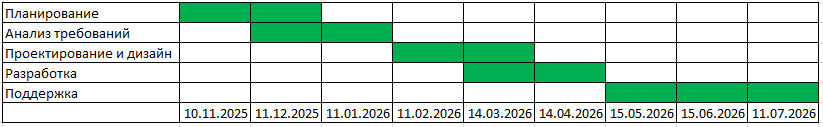 Планирование
Анализ требований
Проектирование и дизайн
Разработка
Поддержка
10.11.2025 11.12.2025 11.01.2026 11.02.2026 14.03.2026 14.04.2026 15.05.2026 15.06.2026 11.07.2026